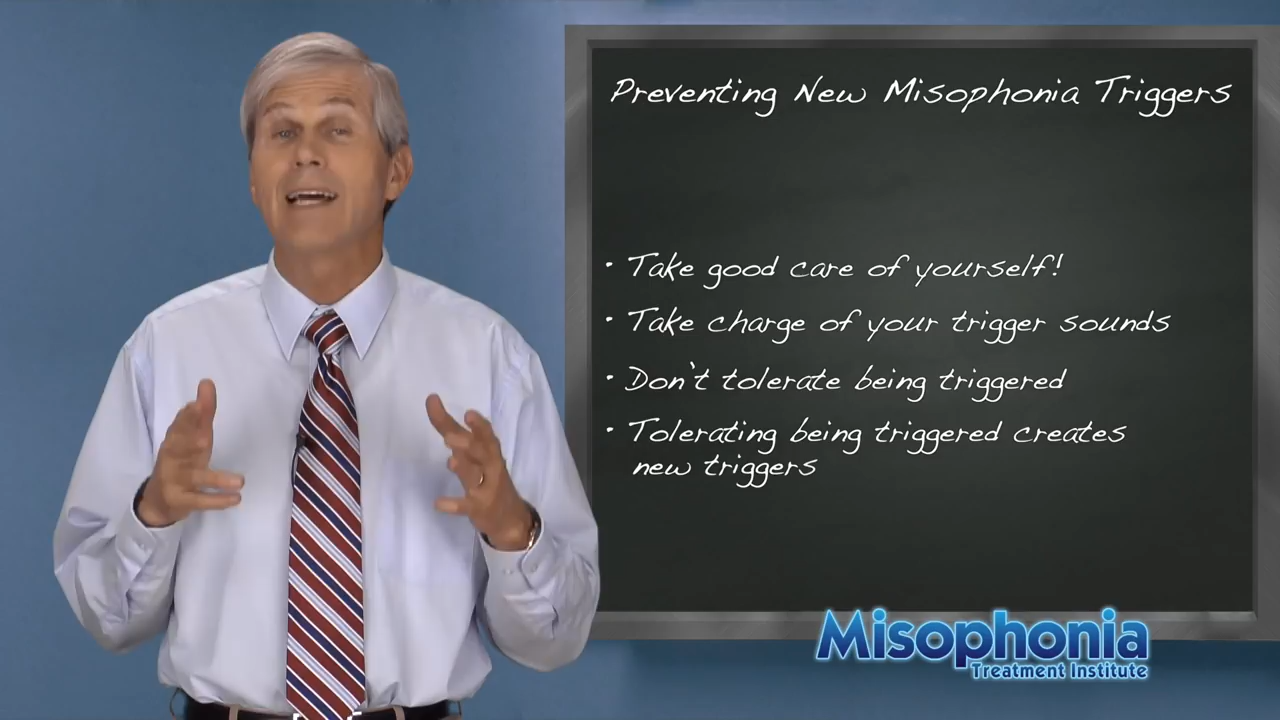 Preventing New Misophonia Triggers
• Take good care of yourself!
• Take charge of your trigger sounds
• Don't tolerate being triggered
• Tolerating being triggered creates
new triggers
Misophonia
Treatment Institute